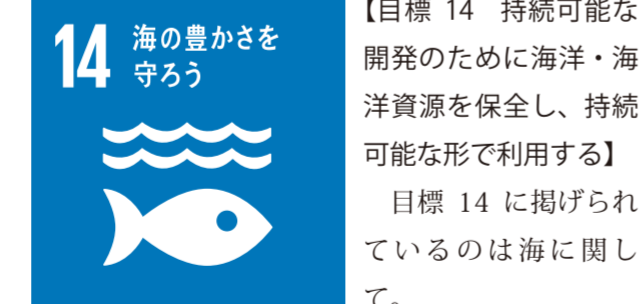 14 海の豊かさを
守ろう
【目標 14　持続可能な
開発のために海洋・海
洋資源を保全し、持続
可能な形で利用する】
　目標 14 に掲げられ
ているのは海に関し
て。